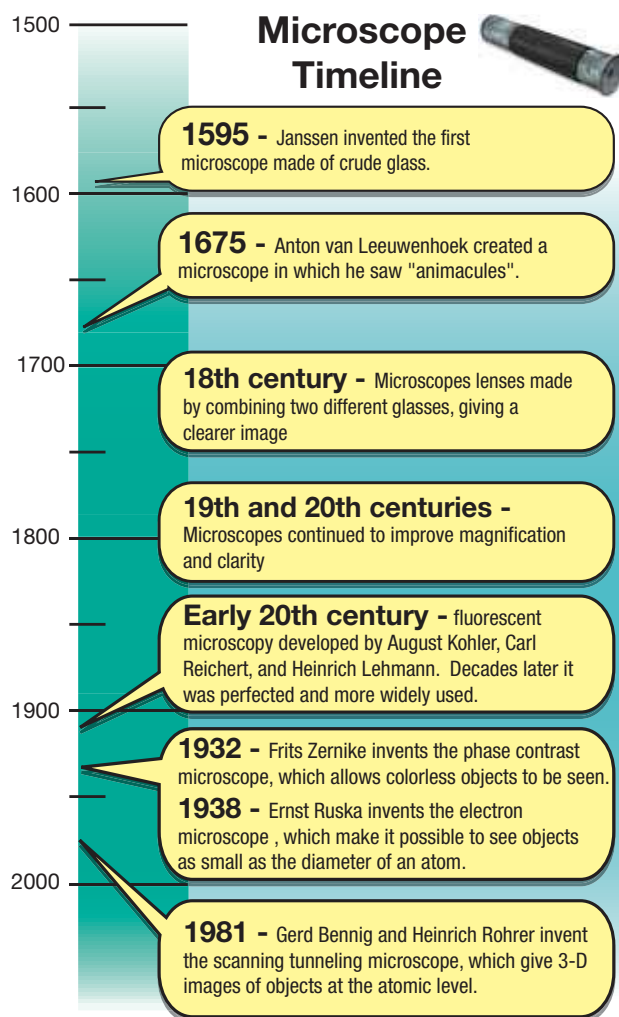 Microscope
Timeline
1500
1595 - Janssen invented the first
microscope made of crude glass.
1600
1675 - Anton van Leeuwenhoek created a
microscope in which he saw "animacules".
1700
18th century - Microscopes lenses made
by combining two different glasses, giving a
clearer image
19th and 20th centuries -
Microscopes continued to improve magnification
and clarity
1800
Early 20th century - fluorescent
microscopy developed by August Kohler, Carl
Reichert, and Heinrich Lehmann. Decades later it
was perfected and more widely used.
1900
1932 - Frits Zernike invents the phase contrast
microscope, which allows colorless objects to be seen.
1938 - Ernst Ruska invents the electron
microscope , which make it possible to see objects
as small as the diameter of an atom.
2000
1981 - Gerd Bennig and Heinrich Rohrer invent
the scanning tunneling microscope, which give 3-D
images of objects at the atomic level.